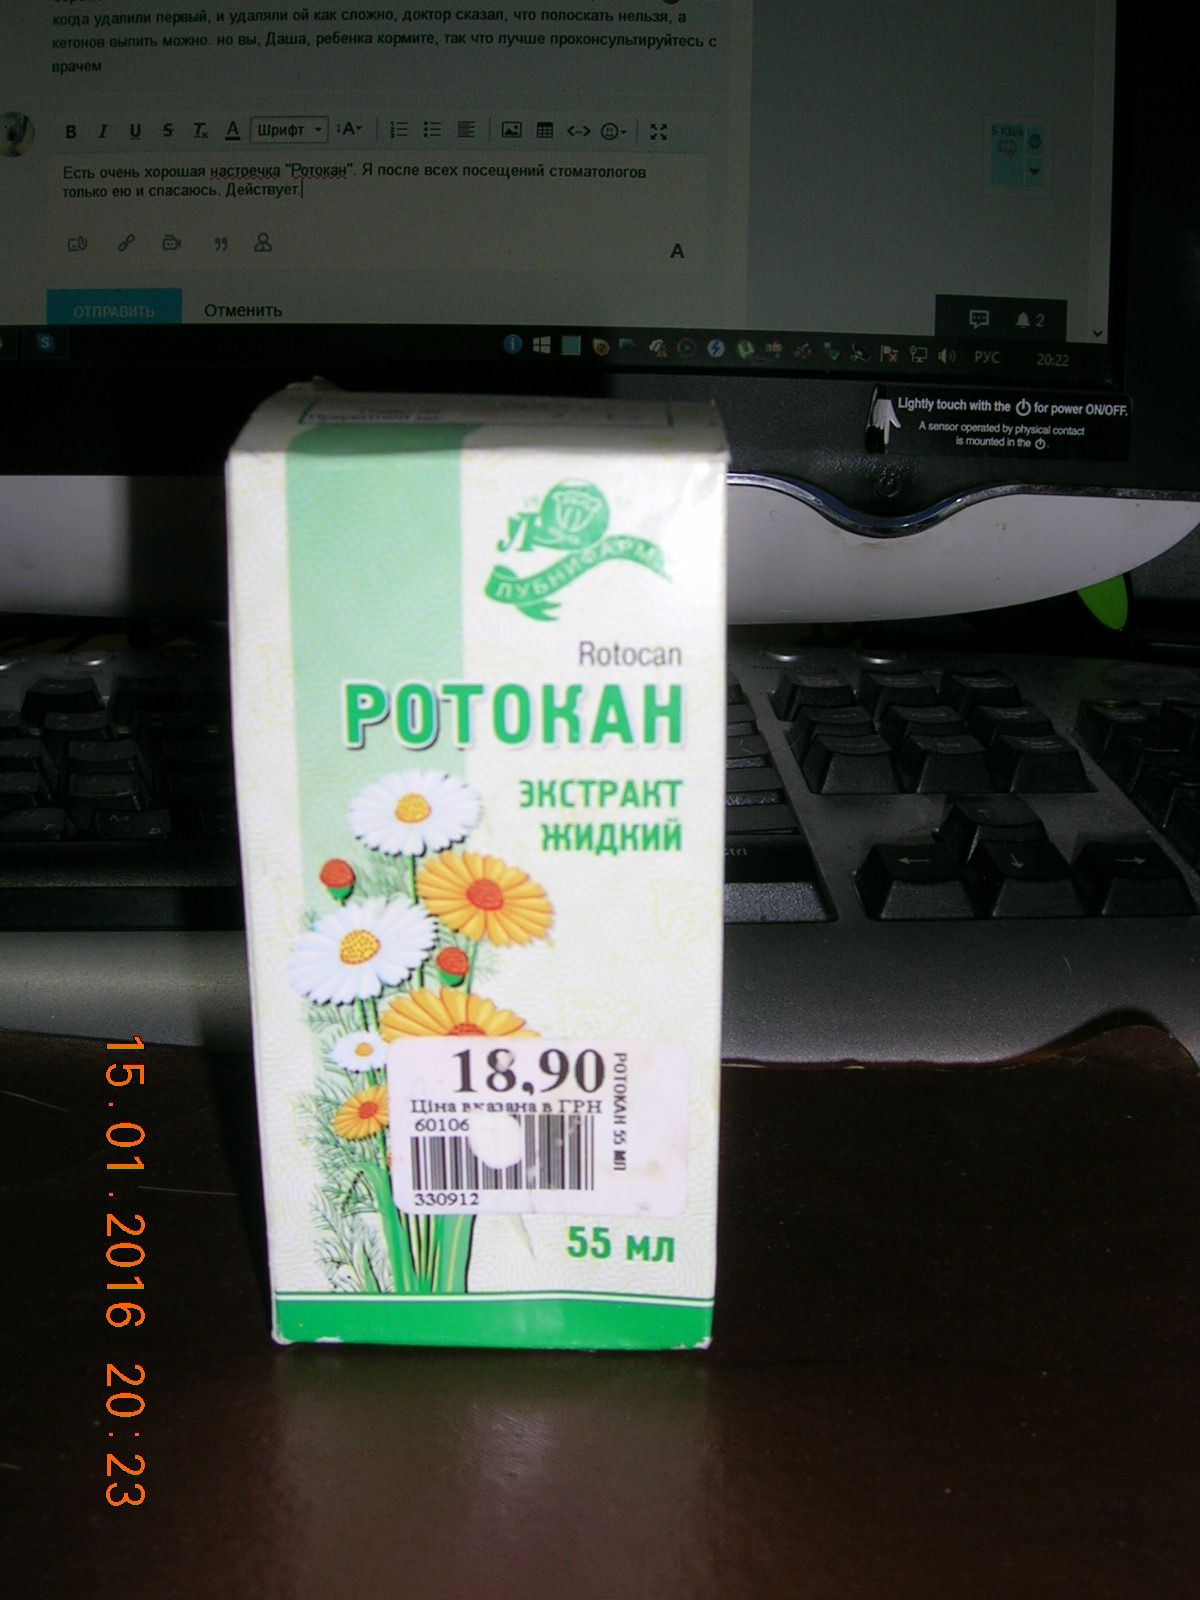 когда удалили первый, и удаляли ой как сложно, доктор сказал, что полоскать нельзя, а
кетонов выпить можно. но вы, Даша, ребенка кормите, так что лучше проконсультируйтесь с
врачем
B I U S Tx A Шрифт A
Есть очень хорошая настоечка "Ротокан". Я после всех посещений стоматологов
только ею и спасаюсь. Действует.
A
ОТПРАВИТЬ Отменить
5 KB/s
2
РУС 20:22
Lightly touch with the for power ON/OFF.
A sensor operated by physical contact
is mounted in the
Л
ЛУБНИФАРМ
Rotocan
РОТОКАН
ЭКСТРАКТ
ЖИДКИЙ
18,90
Ціна вказана в ГРН
60106
330912
РОТОКАН 55 МЛ
55 мл
15.01.2016 20:23